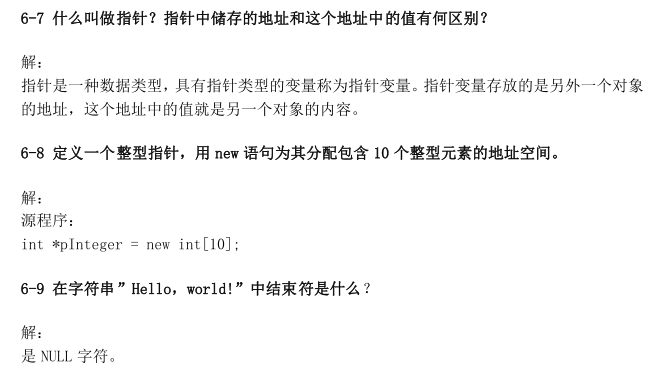 6-7 什么叫做指针？指针中储存的地址和这个地址中的值有何区别？
解：
指针是一种数据类型，具有指针类型的变量称为指针变量。指针变量存放的是另外一个对象
的地址，这个地址中的值就是另一个对象的内容。
6-8 定义一个整型指针，用 new 语句为其分配包含 10 个整型元素的地址空间。
解：
源程序：
int *pInteger = new int[10];
6-9 在字符串”Hello，world!”中结束符是什么？
解：
是 NULL 字符。